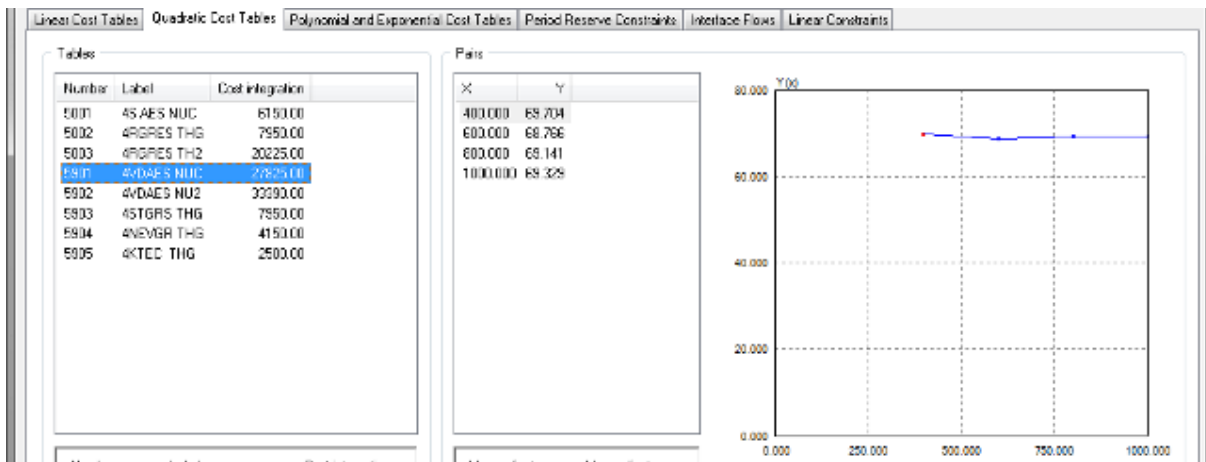 Linear Cost Tables Quadratic Cost Tables Polynomial and Exponential Cost Tables Period Reserve Constraints Interface Flows Linear Constraints
Tables
Number Label Cost integration
5001 4S AES NUC 6150.00
5002 4RGRES THG 7950.00
5003 4RGRES TH2 20225.00
5901 4VDAES NUC 27825.00
5902 4VDAES NU2 33390.00
5903 4STGRS THG 7950.00
5904 4NEVGR THG 4150.00
5905 4KTEC THG 2500.00
Pairs
X Y
400.000 69.704
600.000 68.766
800.000 69.141
1000.000 69.329
Y(x)
80.000
60.000
40.000
20.000
0.000
0.000 250.000 500.000 750.000 1000.000